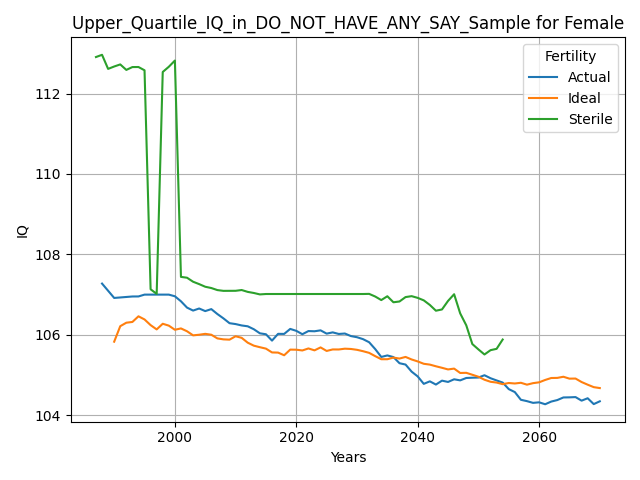 Upper_Quartile_IQ_in_DO_NOT_HAVE_ANY_SAY_Sample for Female
Fertility
Actual
Ideal
Sterile
112
110
108
106
104
IQ
2000
2020
2040
2060
Years